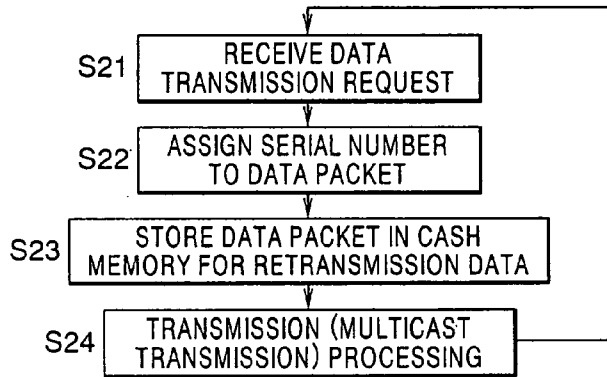 S21
RECEIVE DATA
TRANSMISSION REQUEST
S22
ASSIGN SERIAL NUMBER
TO DATA PACKET
S23
STORE DATA PACKET IN CASH
MEMORY FOR RETRANSMISSION DATA
S24
TRANSMISSION (MULTICAST
TRANSMISSION) PROCESSING